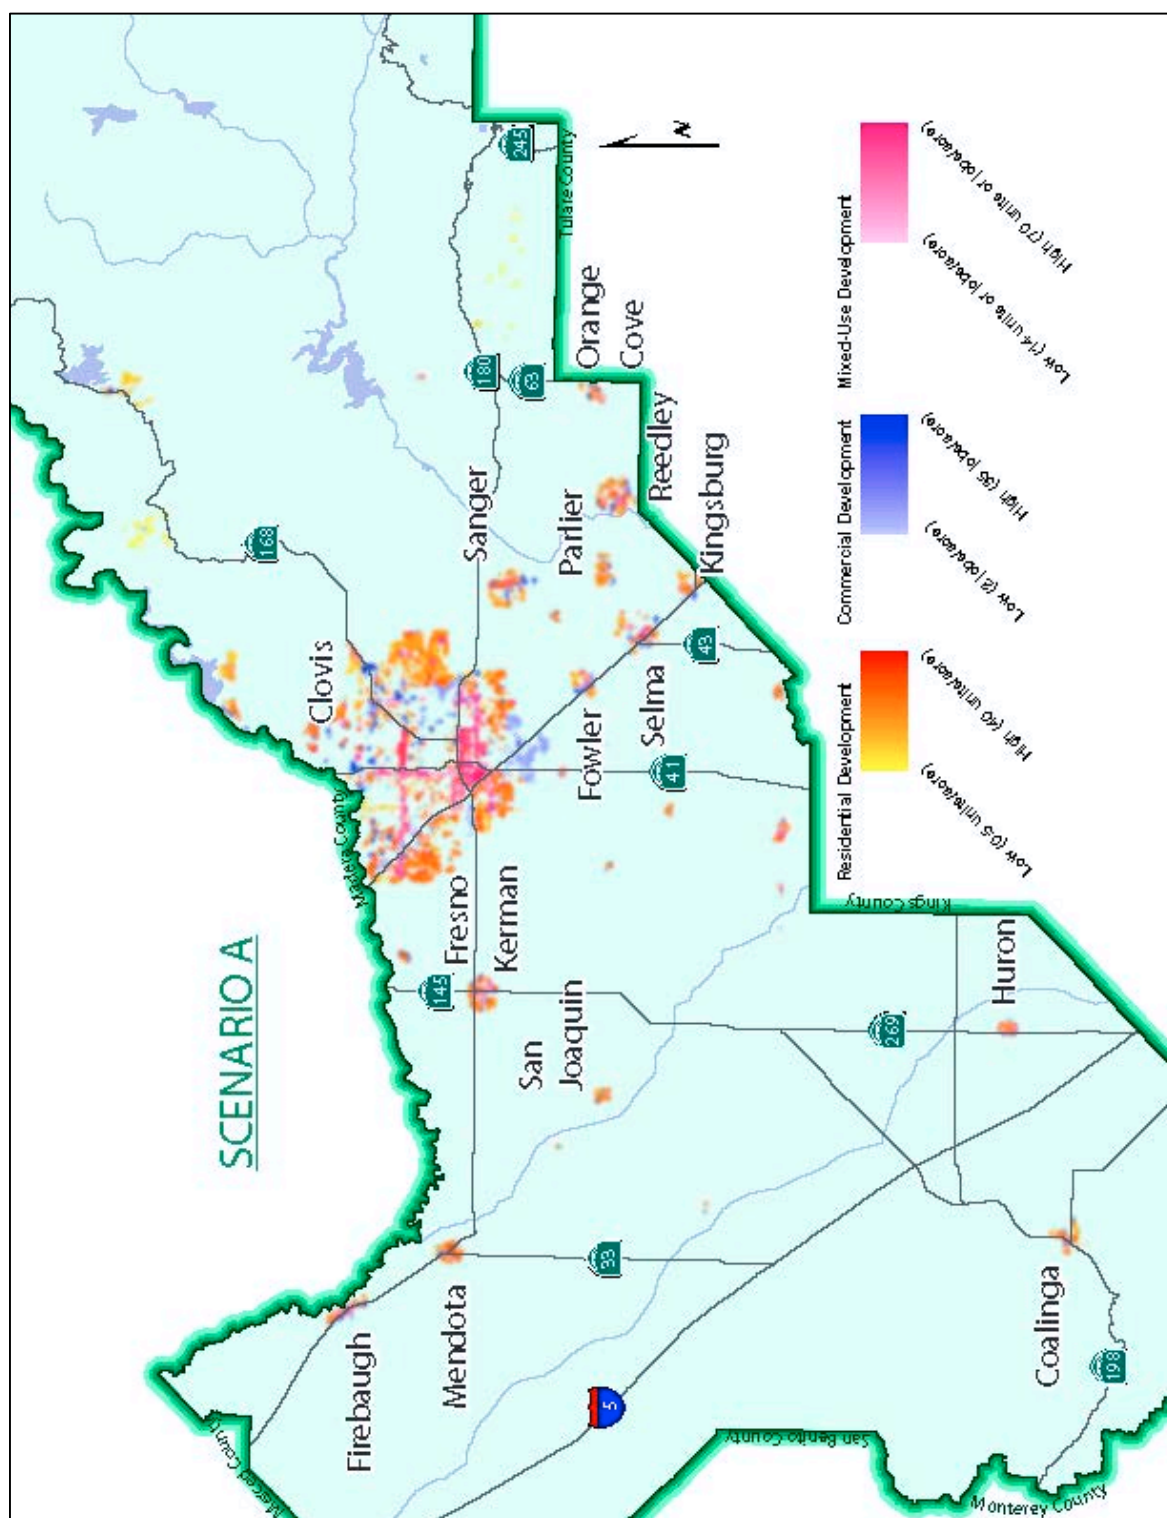 SCENARIO A
Madera County
Merced County
Firebaugh
Mendota
San
Joaquin
Kerman
Fresno
Clovis
Sanger
Parlier
Reedley
Orange
Cove
Kingsburg
Selma
Fowler
Huron
Coalinga
Tulare County
Kings County
San Benito County
Monterey County
145
168
180
245
63
43
41
33
5
269
198
N
Residential Development
Low (0.5 units/acre)
High (40 units/acre)
Commercial Development
Low (2 jobs/acre)
High (85 jobs/acre)
Mixed-Use Development
Low (14 units or jobs/acre)
High (70 units or jobs/acre)